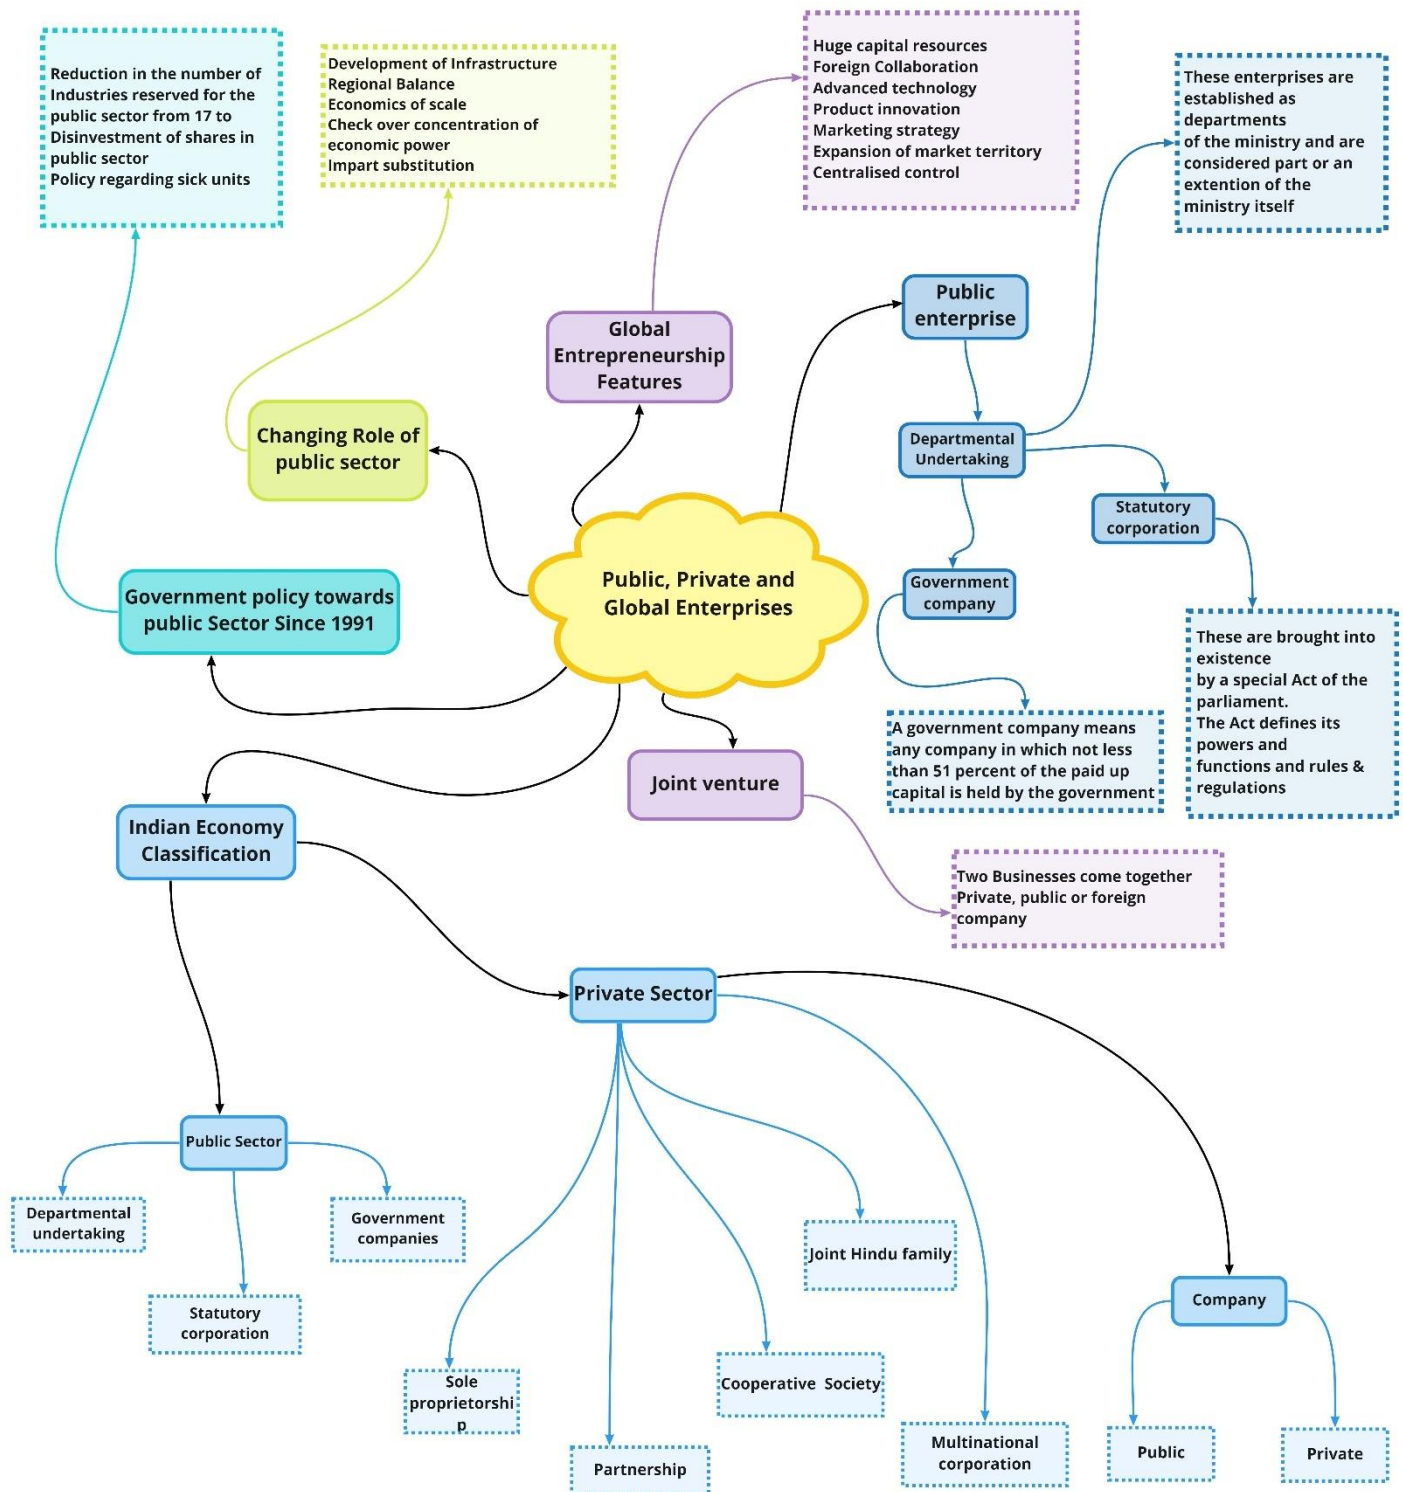 Reduction in the number of
Industries reserved for the
public sector from 17 to
Disinvestment of shares in
public sector
Policy regarding sick units
Development of Infrastructure
Regional Balance
Economics of scale
Check over concentration of
economic power
Impart substitution
Huge capital resources
Foreign Collaboration
Advanced technology
Product innovation
Marketing strategy
Expansion of market territory
Centralised control
These enterprises are
established as
departments
of the ministry and are
considered part or an
extention of the
ministry itself
Public
enterprise
Global
Entrepreneurship
Features
Changing Role of
public sector
Departmental
Undertaking
Statutory
corporation
Public, Private and
Global Enterprises
Government policy towards
public Sector Since 1991
Government
company
These are brought into
existence
by a special Act of the
parliament.
The Act defines its
powers and
functions and rules &
regulations
A government company means
any company in which not less
than 51 percent of the paid up
capital is held by the government
Joint venture
Indian Economy
Classification
Two Businesses come together
Private, public or foreign
company
Private Sector
Public Sector
Departmental
undertaking
Government
companies
Statutory
corporation
Joint Hindu family
Company
Sole
proprietorshi
p
Cooperative  Society
Partnership
Multinational
corporation
Public
Private